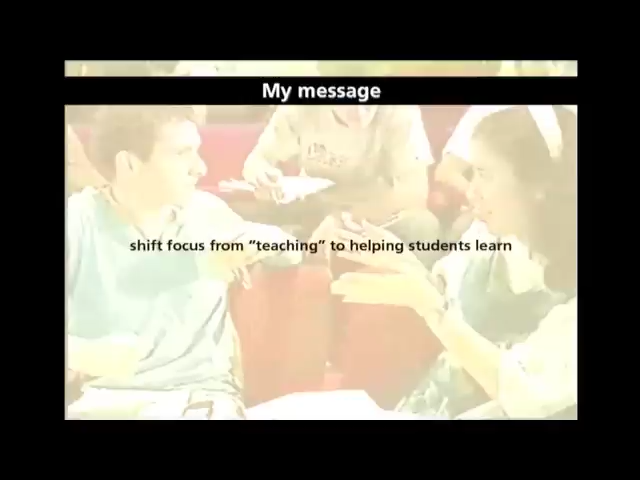 My message
shift focus from “teaching” to helping students learn